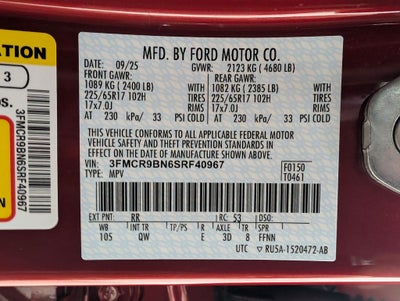 ATION
3
OS.
3FMCR9BN6SRF40967
MFD. BY FORD MOTOR CO.
DATE: 09/25 GVWR: 2123 KG ( 4680 LB)
FRONT GAWR: REAR GAWR:
1089 KG ( 2400 LB) WITH 1082 KG ( 2385 LB) WITH
225/65R17 102H TIRES 225/65R17 102H TIRES
17x7.0J RIMS 17x7.0J RIMS
AT 230 kPa/ 33 PSI COLD AT 230 kPa/ 33 PSI COLD
THIS VEHICLE CONFORMS TO ALL APPLICABLE FEDERAL MOTOR
VEHICLE SAFETY AND THEFT PREVENTION STANDARDS IN EFFECT
ON THE DATE OF MANUFACTURE SHOWN ABOVE.
VIN: 3FMCR9BN6SRF40967
TYPE: MPV
F0150
T0461
EXT PNT: RR RC: 53 DSO:
WB INT TR TP/PS R AXLE TR SPR
105 QW E 3D 8 FFNN
UTC ▽ RU5A-1520472-AB